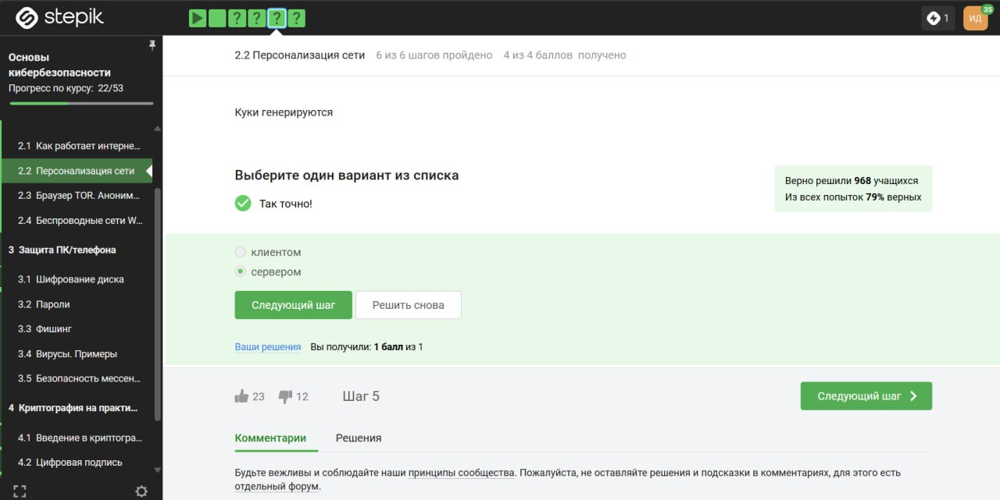 stepik
? ? ? ?
1
ИД
35
Основы
кибербезопасности
Прогресс по курсу: 22/53
2.1 Как работает интерне...
2.2 Персонализация сети
2.3 Браузер TOR. Аноним...
2.4 Беспроводные сети W...
3 Защита ПК/телефона
3.1 Шифрование диска
3.2 Пароли
3.3 Фишинг
3.4 Вирусы. Примеры
3.5 Безопасность мессен...
4 Криптография на практи...
4.1 Введение в криптогра...
4.2 Цифровая подпись
2.2 Персонализация сети 6 из 6 шагов пройдено 4 из 4 баллов получено
Куки генерируются
Выберите один вариант из списка
Так точно!
Верно решили 968 учащихся
Из всех попыток 79% верных
клиентом
сервером
Следующий шаг Решить снова
Ваши решения Вы получили: 1 балл из 1
23 12 Шаг 5 Следующий шаг
Комментарии Решения
Будьте вежливы и соблюдайте наши принципы сообщества. Пожалуйста, не оставляйте решения и подсказки в комментариях, для этого есть
отдельный форум.